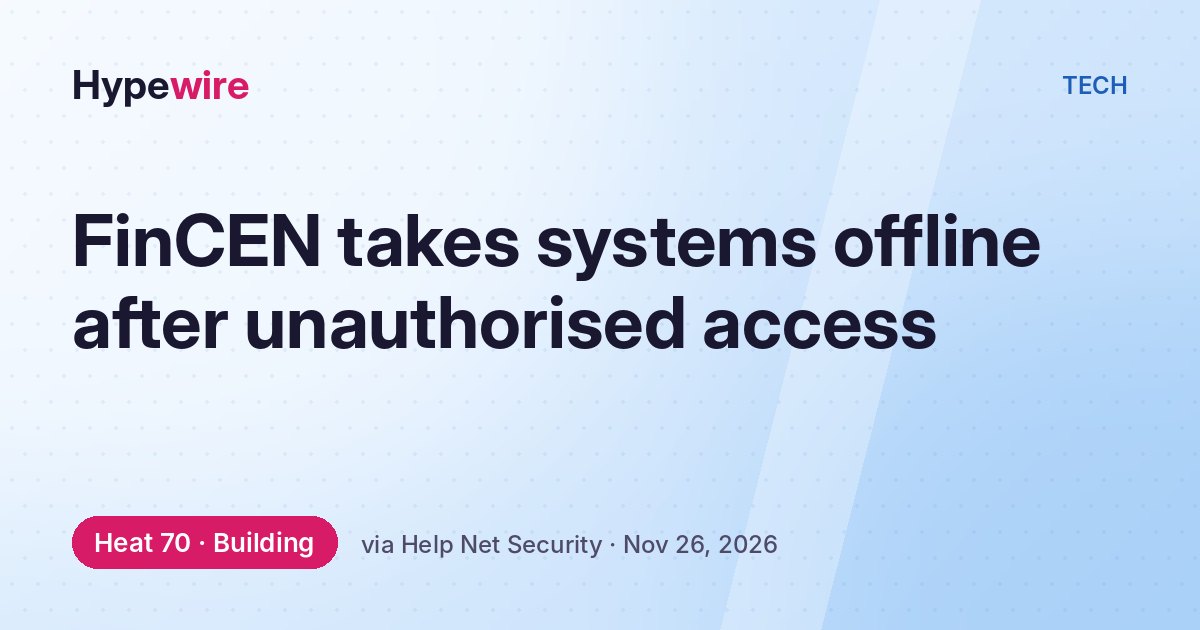 Hypewire
TECH
FinCEN takes systems offline
after unauthorised access
Heat 70 · Building
via Help Net Security · Nov 26, 2026